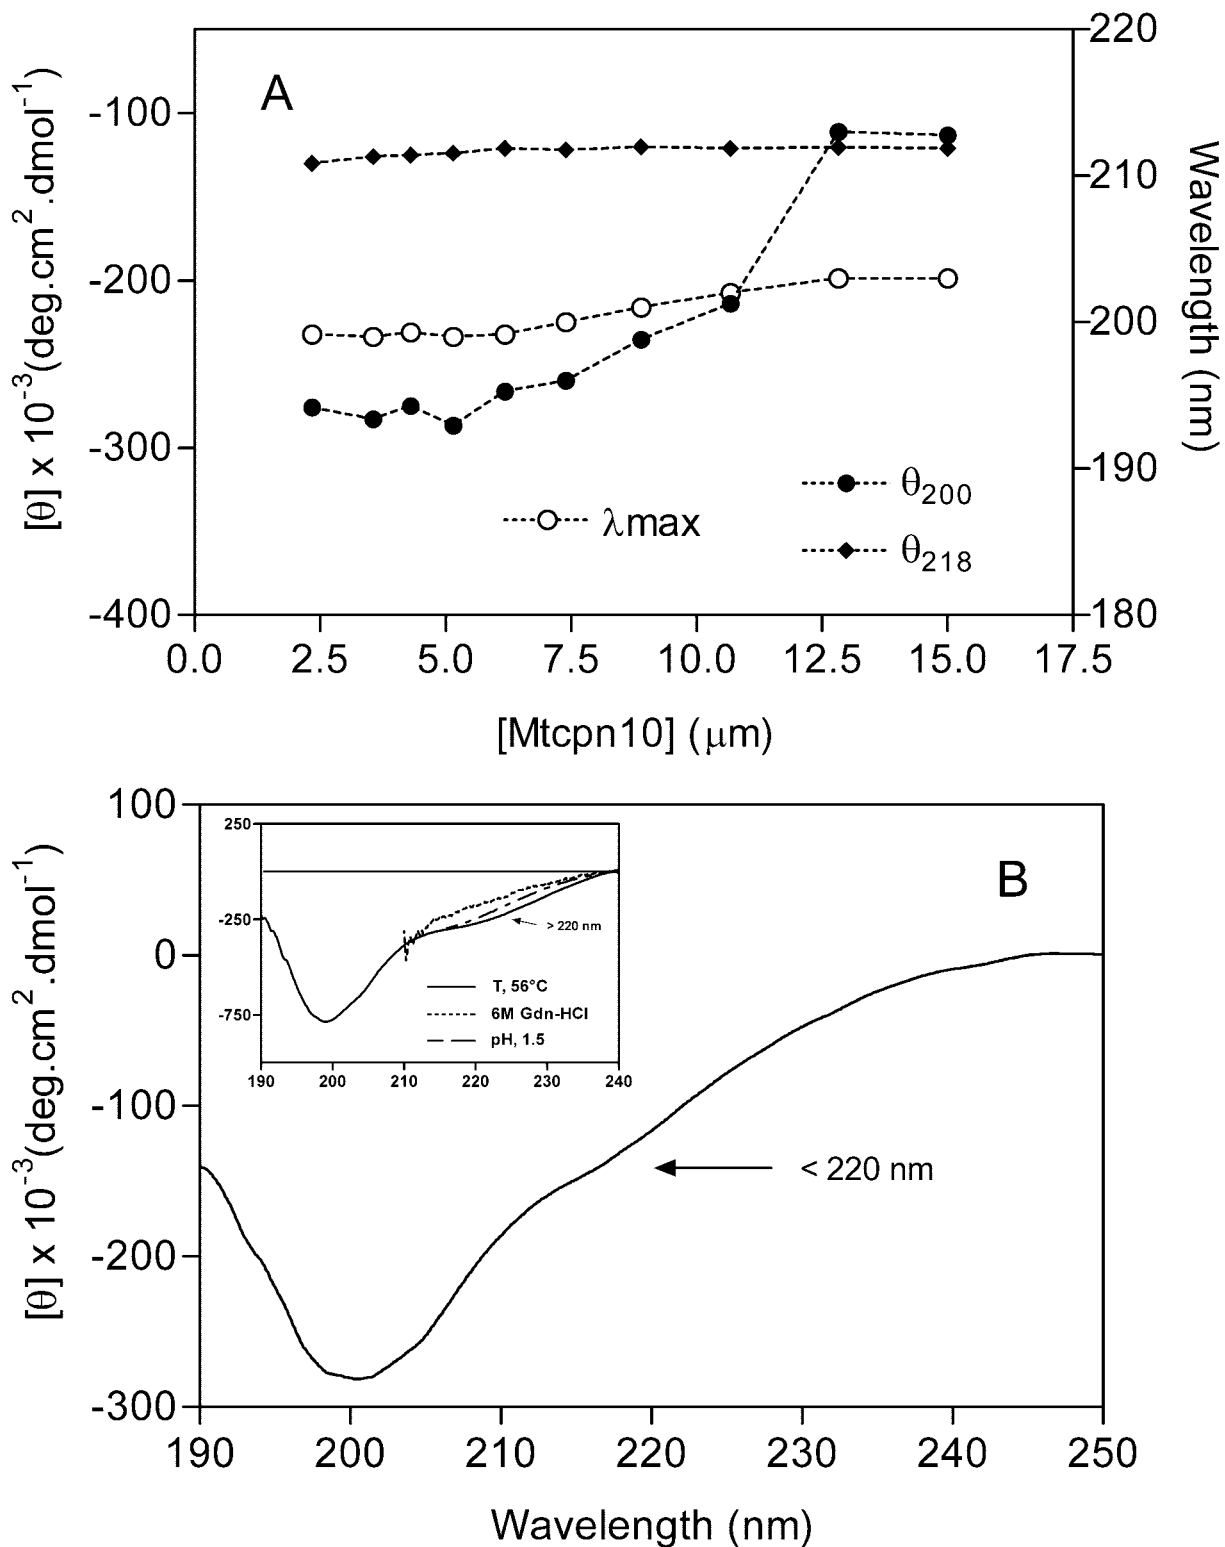 A
220
210
200
190
180
Wavelength (nm)
-100
-200
-300
-400
[θ] x 10⁻³(deg.cm².dmol⁻¹)
θ₂₀₀
λmax
θ₂₁₈
0.0 2.5 5.0 7.5 10.0 12.5 15.0 17.5
[Mtcpn10] (μm)
B
100
0
-100
-200
-300
[θ] x 10⁻³(deg.cm².dmol⁻¹)
250
-250
-750
> 220 nm
T, 56°C
6M Gdn-HCl
pH, 1.5
190 200 210 220 230 240
< 220 nm
190 200 210 220 230 240 250
Wavelength (nm)